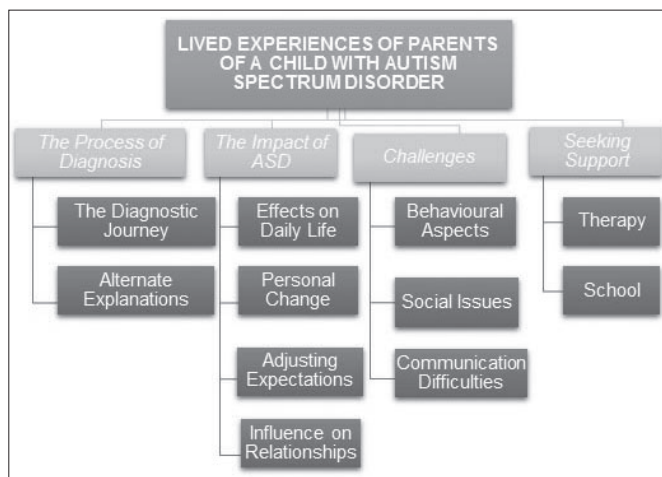 LIVED EXPERIENCES OF PARENTS
OF A CHILD WITH AUTISM
SPECTRUM DISORDER
The Process of
Diagnosis
The Diagnostic
Journey
Alternate
Explanations
The Impact of
ASD
Effects on
Daily Life
Personal
Change
Adjusting
Expectations
Influence on
Relationships
Challenges
Behavioural
Aspects
Social Issues
Communication
Difficulties
Seeking
Support
Therapy
School